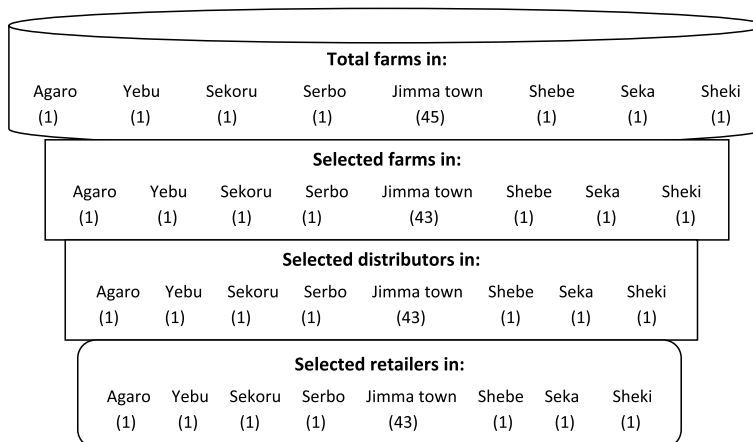 Total farms in:
Agaro Yebu Sekoru Serbo Jimma town Shebe Seka Sheki
(1) (1) (1) (1) (45) (1) (1) (1)
Selected farms in:
Agaro Yebu Sekoru Serbo Jimma town Shebe Seka Sheki
(1) (1) (1) (1) (43) (1) (1) (1)
Selected distributors in:
Agaro Yebu Sekoru Serbo Jimma town Shebe Seka Sheki
(1) (1) (1) (1) (43) (1) (1) (1)
Selected retailers in:
Agaro Yebu Sekoru Serbo Jimma town Shebe Seka Sheki
(1) (1) (1) (1) (43) (1) (1) (1)